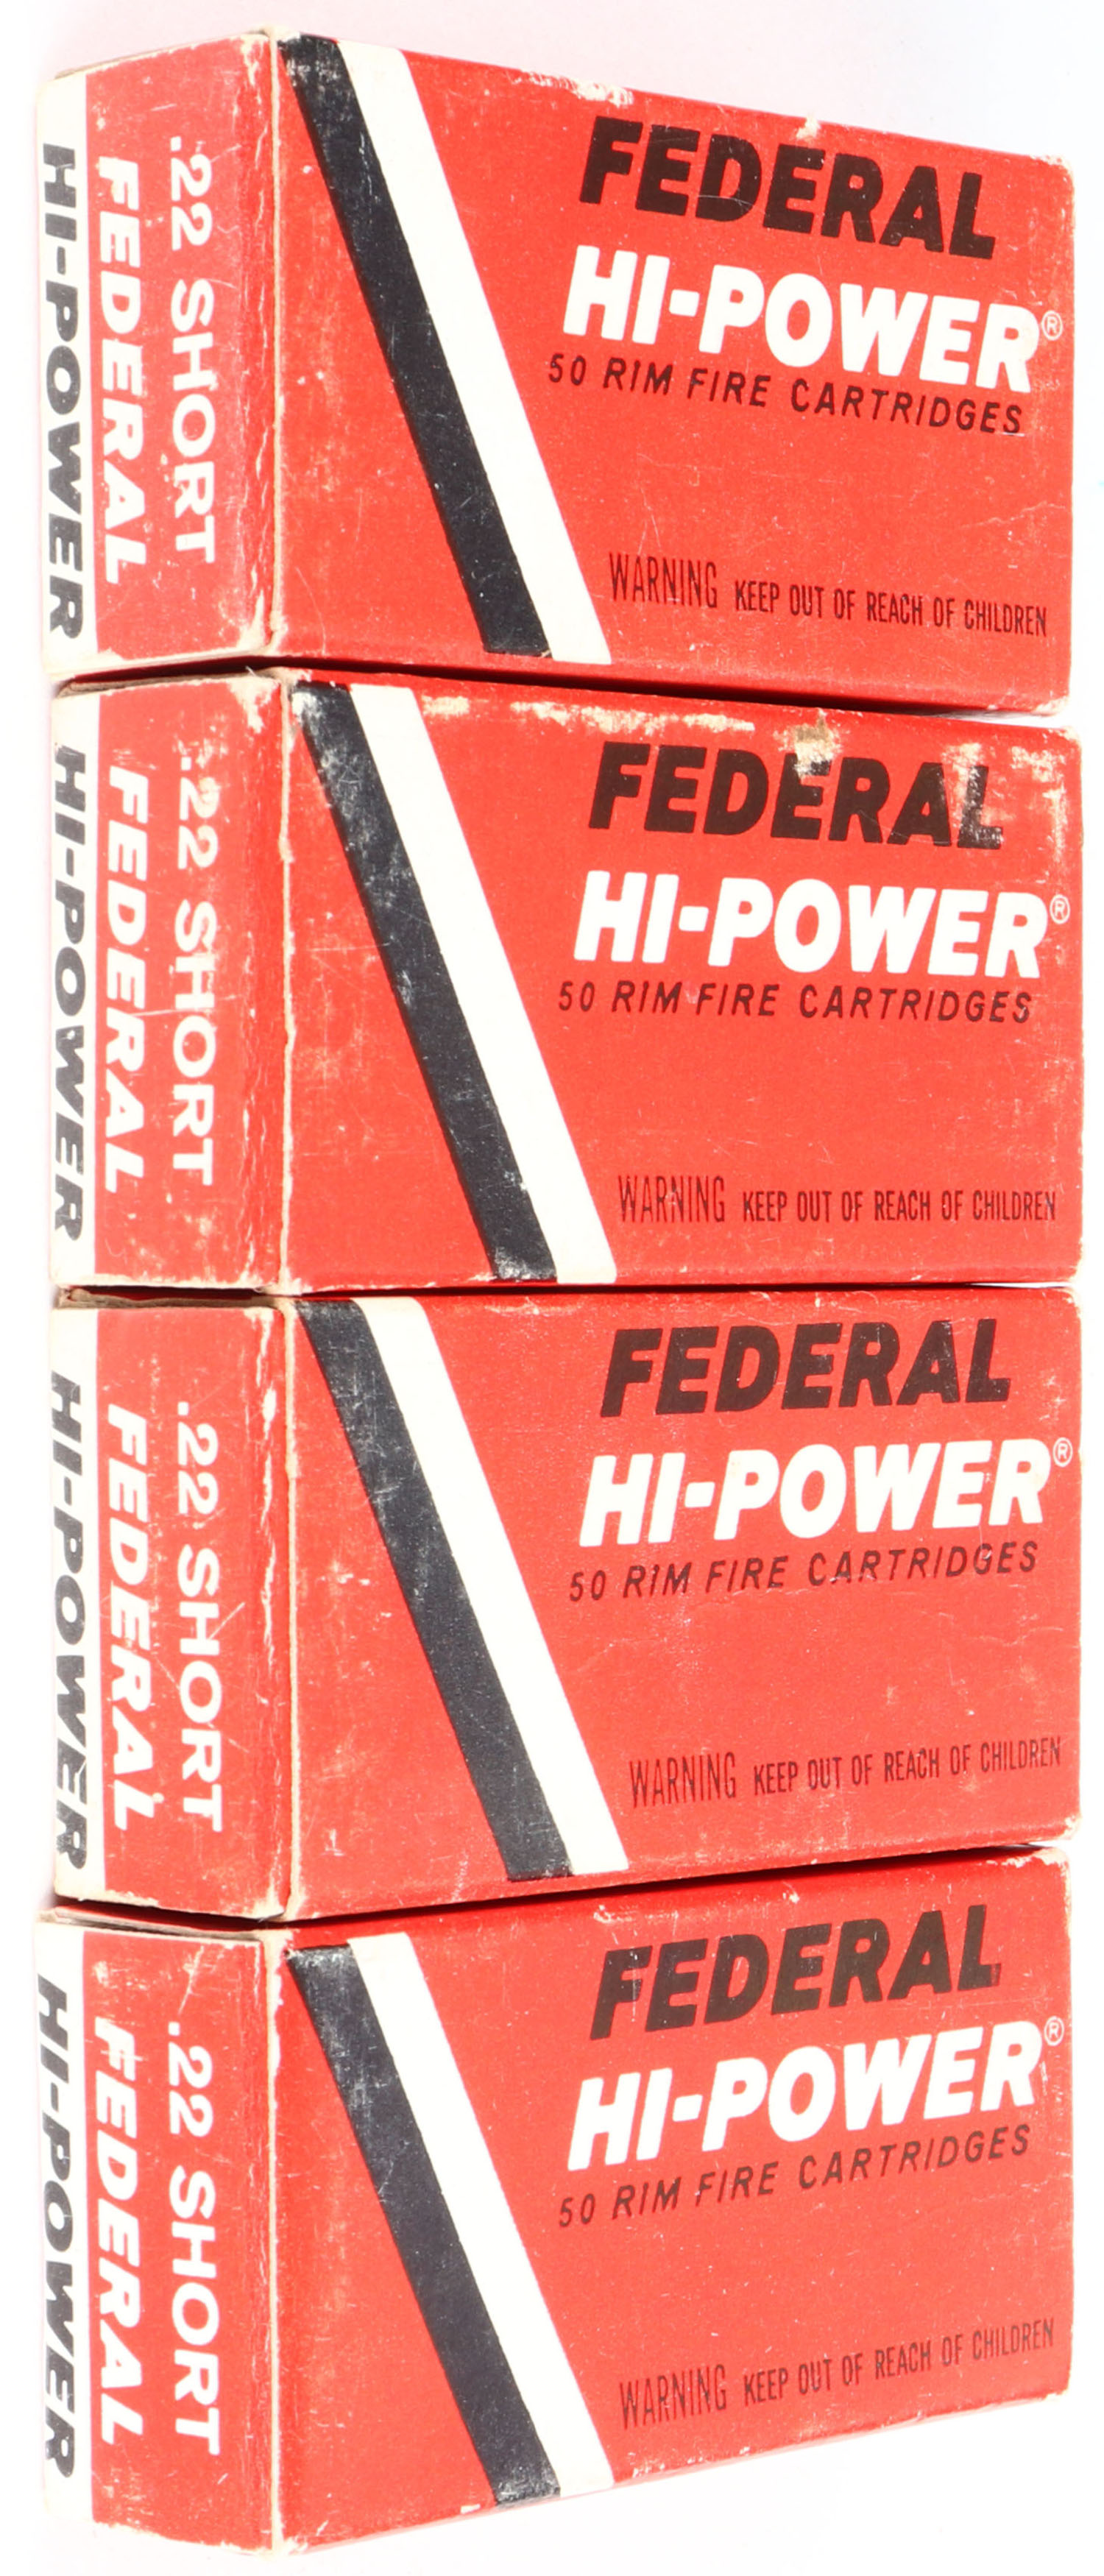 FEDERAL
HI-POWER®
50 RIM FIRE CARTRIDGES
WARNING KEEP OUT OF REACH OF CHILDREN
.22 SHORT
FEDERAL
HI-POWER
FEDERAL
HI-POWER®
50 RIM FIRE CARTRIDGES
WARNING KEEP OUT OF REACH OF CHILDREN
.22 SHORT
FEDERAL
HI-POWER
FEDERAL
HI-POWER®
50 RIM FIRE CARTRIDGES
WARNING KEEP OUT OF REACH OF CHILDREN
.22 SHORT
FEDERAL
HI-POWER
FEDERAL
HI-POWER®
50 RIM FIRE CARTRIDGES
WARNING KEEP OUT OF REACH OF CHILDREN
.22 SHORT
FEDERAL
HI-POWER